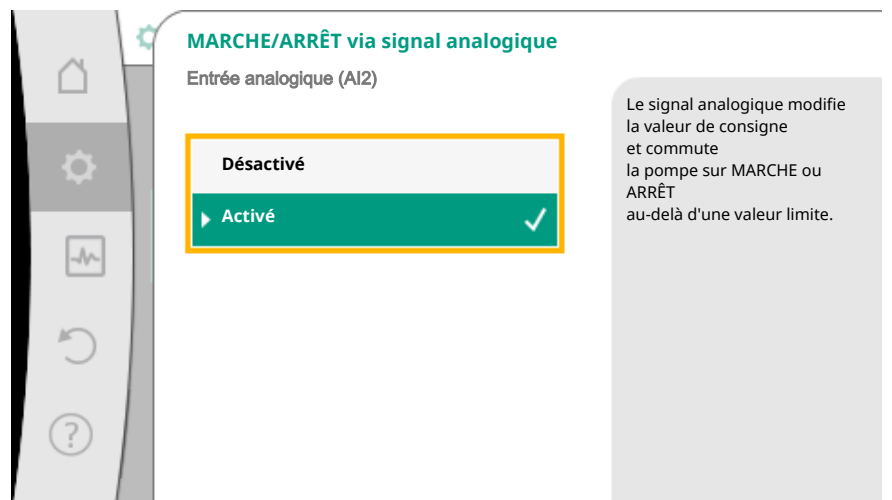 MARCHE/ARRÊT via signal analogique
Entrée analogique (AI2)
Désactivé
Activé
Le signal analogique modifie
la valeur de consigne
et commute
la pompe sur MARCHE ou
ARRÊT
au-delà d'une valeur limite.
?